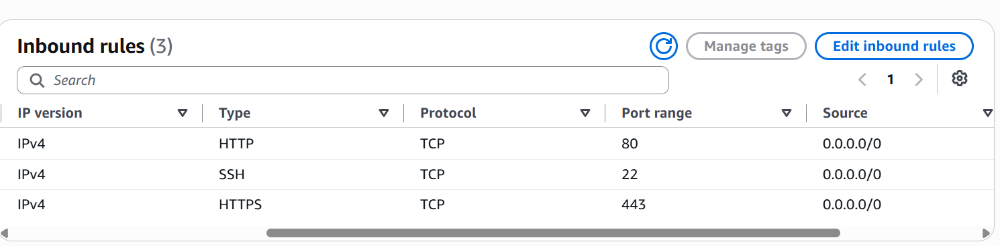 Inbound rules (3)
Manage tags
Edit inbound rules
Search
1
IP version Type Protocol Port range Source
IPv4 HTTP TCP 80 0.0.0.0/0
IPv4 SSH TCP 22 0.0.0.0/0
IPv4 HTTPS TCP 443 0.0.0.0/0